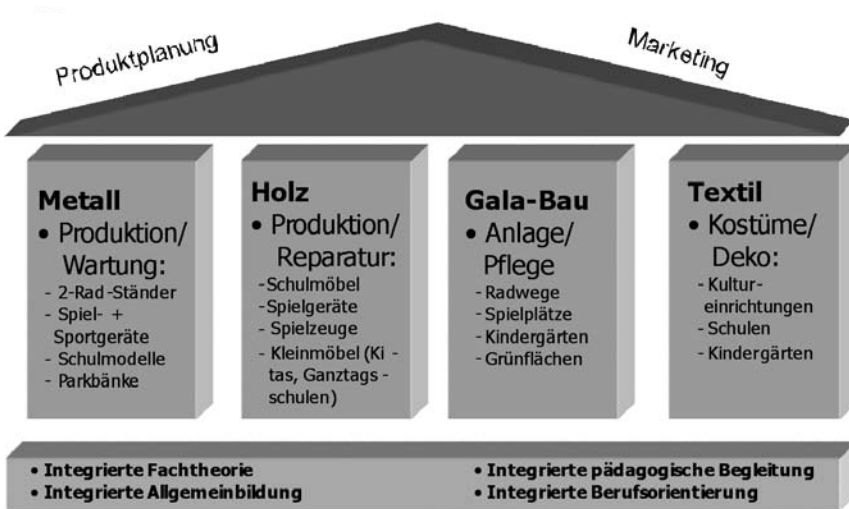 Produktplanung
Marketing
Metall
• Produktion/
Wartung:
- 2-Rad-Ständer
- Spiel- +
Sportgeräte
- Schulmodelle
- Parkbänke
Holz
• Produktion/
Reparatur:
-Schulmöbel
-Spielgeräte
- Spielzeuge
- Kleinmöbel (Ki -
tas, Ganztags -
schulen)
Gala-Bau
• Anlage/
Pflege
- Radwege
- Spielplätze
- Kindergärten
- Grünflächen
Textil
• Kostüme/
Deko:
- Kultur-
einrichtungen
- Schulen
- Kindergärten
• Integrierte Fachtheorie
• Integrierte Allgemeinbildung
• Integrierte pädagogische Begleitung
• Integrierte Berufsorientierung